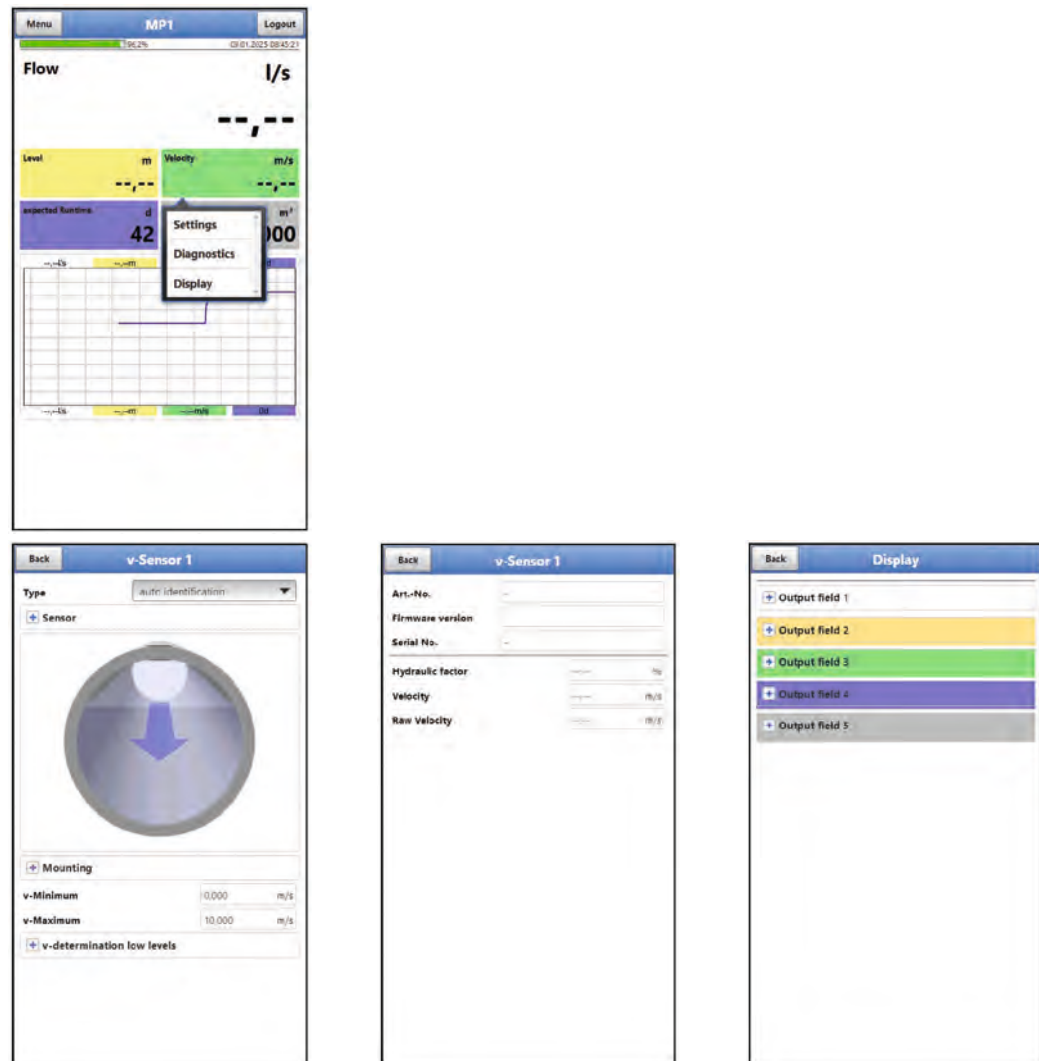 Menu MP1 Logout
96,2% 03.01.2025 08:45:21
Flow l/s
--,--
Level m Velocity m/s
--,-- --,--
expected Runtime d m³
42 000
Settings
Diagnostics
Display
--,--l/s --,--m
--,--l/s --,--m --,--m/s 0d
Back v-Sensor 1
Type auto identification
+ Sensor
+ Mounting
v-Minimum 0,000 m/s
v-Maximum 10,000 m/s
+ v-determination low levels
Back v-Sensor 1
Art.-No. -
Firmware version
Serial No. -
Hydraulic factor --,-- %
Velocity --,-- m/s
Raw Velocity --,-- m/s
Back Display
+ Output field 1
+ Output field 2
+ Output field 3
+ Output field 4
+ Output field 5